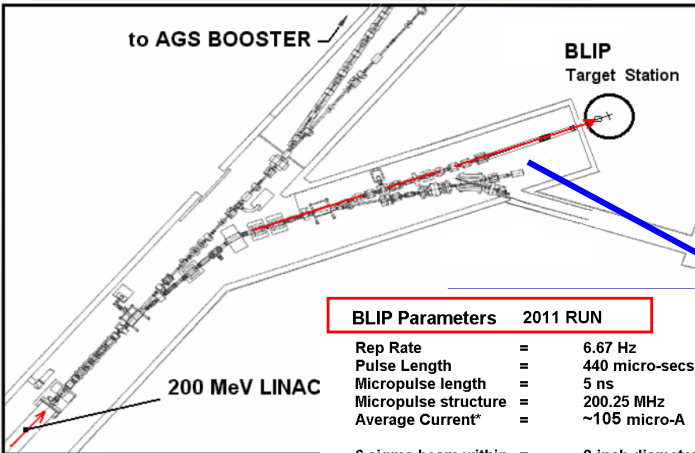 to AGS BOOSTER
BLIP
Target Station
200 MeV LINAC
BLIP Parameters 2011 RUN
Rep Rate = 6.67 Hz
Pulse Length = 440 micro-secs
Micropulse length = 5 ns
Micropulse structure = 200.25 MHz
Average Current* = ~105 micro-A